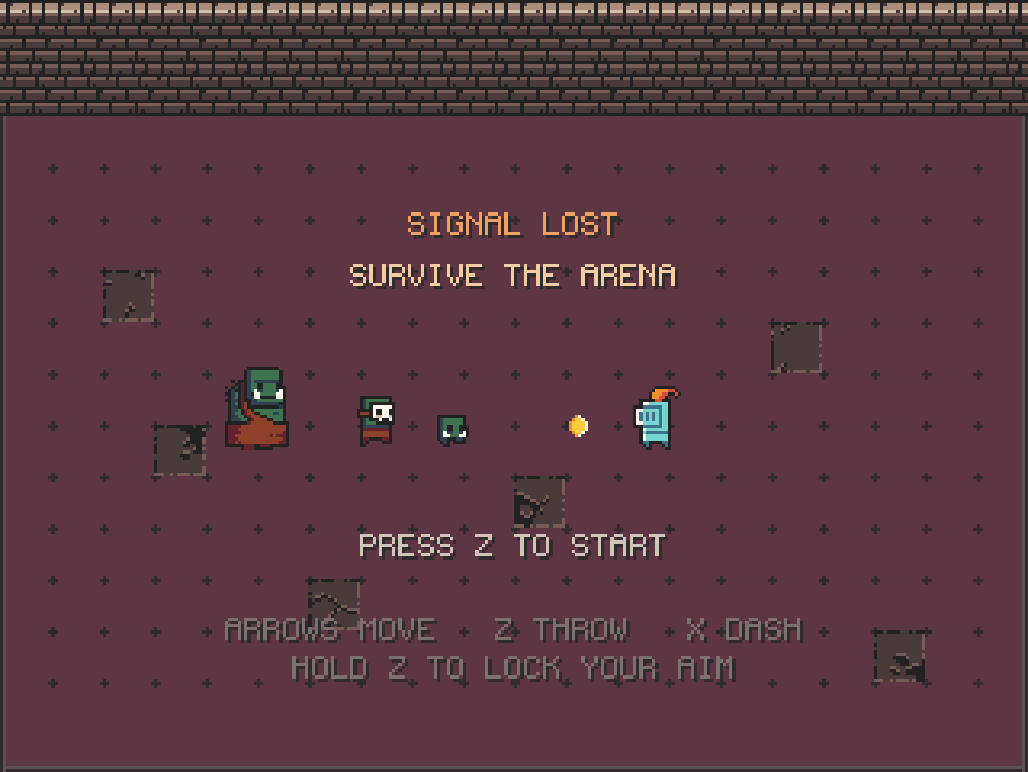 SIGNAL LOST
SURVIVE THE ARENA
PRESS Z TO START
ARROWS MOVE Z THROW X DASH
HOLD Z TO LOCK YOUR AIM